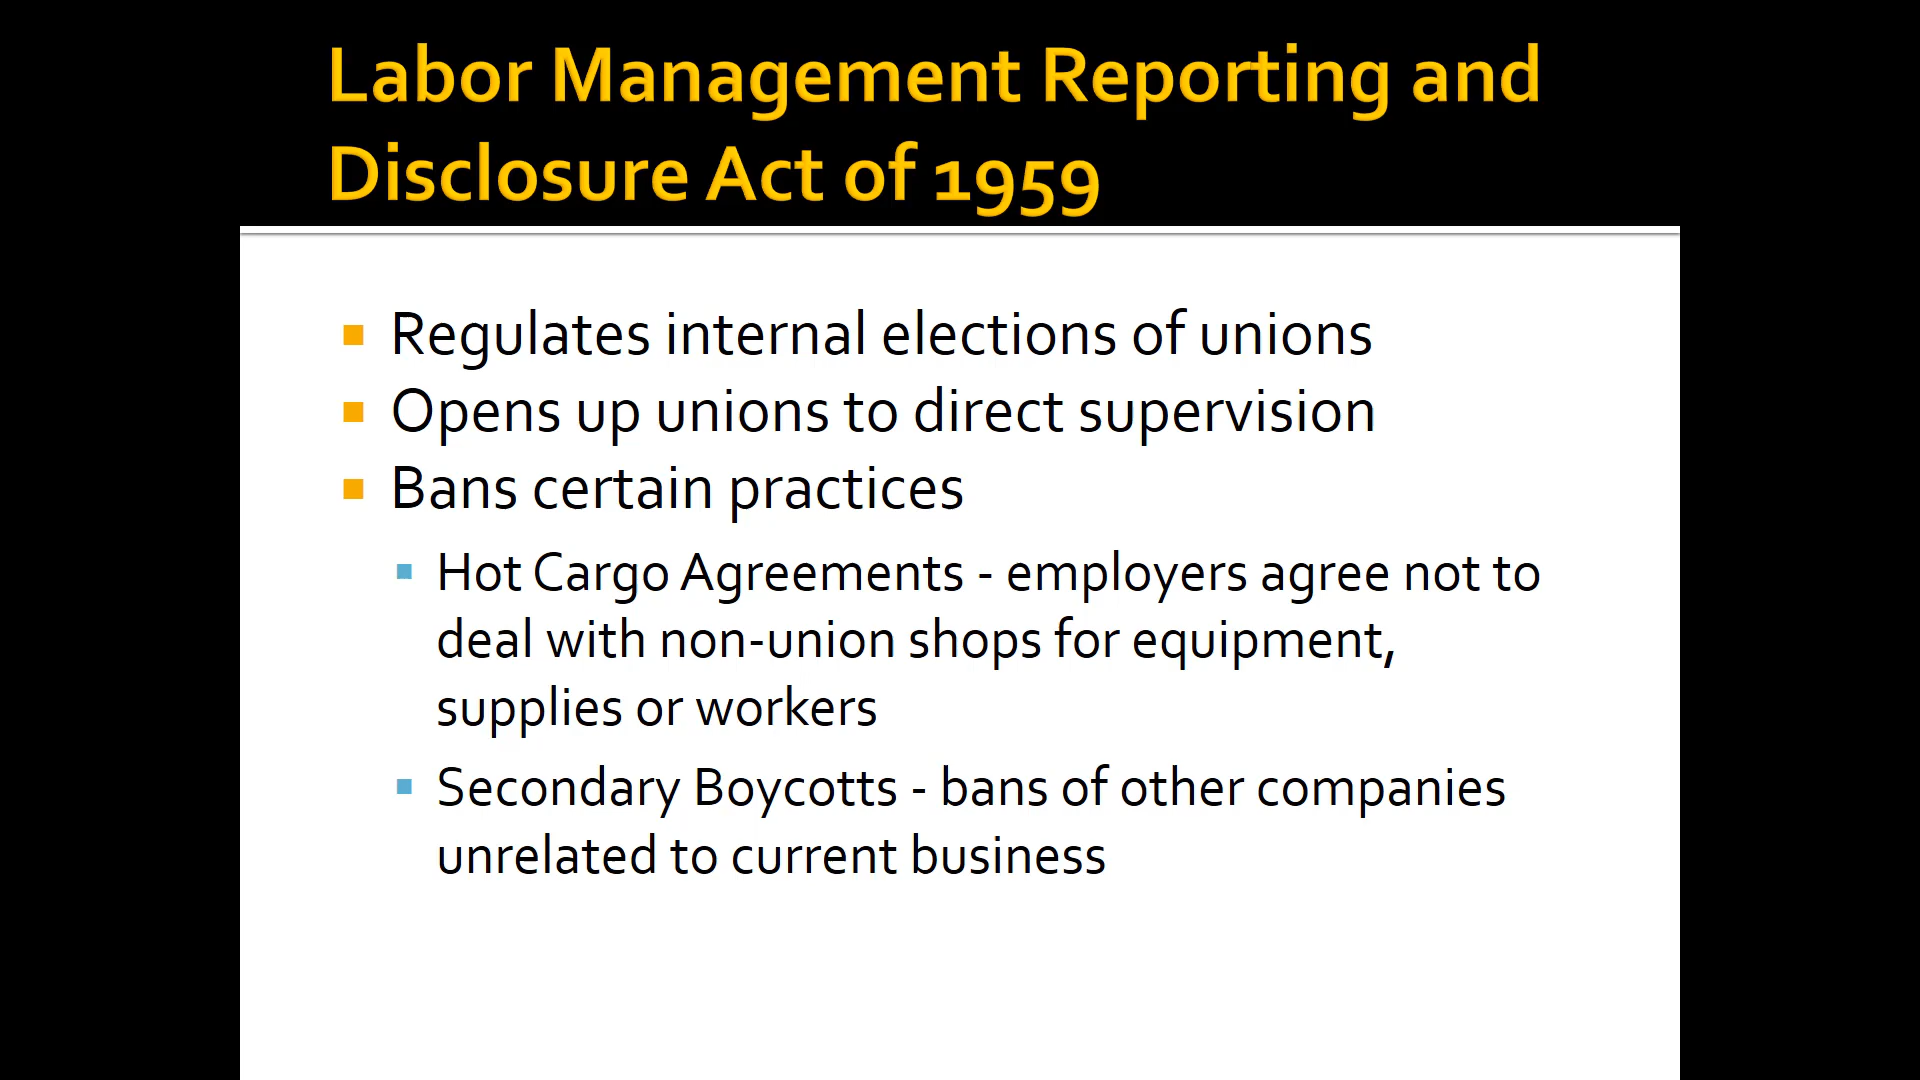 Labor Management Reporting and
Disclosure Act of 1959
Regulates internal elections of unions
Opens up unions to direct supervision
Bans certain practices
Hot Cargo Agreements - employers agree not to
deal with non-union shops for equipment,
supplies or workers
Secondary Boycotts - bans of other companies
unrelated to current business